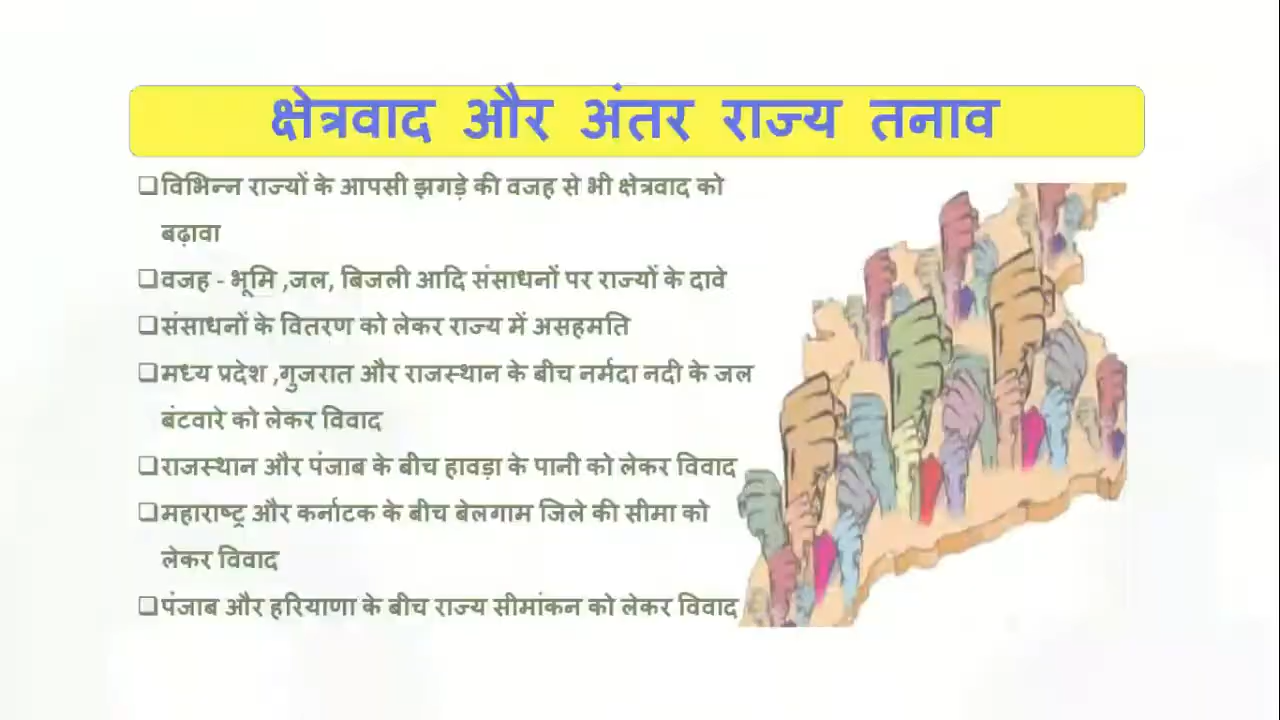 क्षेत्रवाद और अंतर राज्य तनाव
❑विभिन्न राज्यों के आपसी झगड़े की वजह से भी क्षेत्रवाद को
बढ़ावा
❑वजह - भूमि ,जल, बिजली आदि संसाधनों पर राज्यों के दावे
❑संसाधनों के वितरण को लेकर राज्य में असहमति
❑मध्य प्रदेश ,गुजरात और राजस्थान के बीच नर्मदा नदी के जल
बंटवारे को लेकर विवाद
❑राजस्थान और पंजाब के बीच हावड़ा के पानी को लेकर विवाद
❑महाराष्ट्र और कर्नाटक के बीच बेलगाम जिले की सीमा को
लेकर विवाद
❑पंजाब और हरियाणा के बीच राज्य सीमांकन को लेकर विवाद